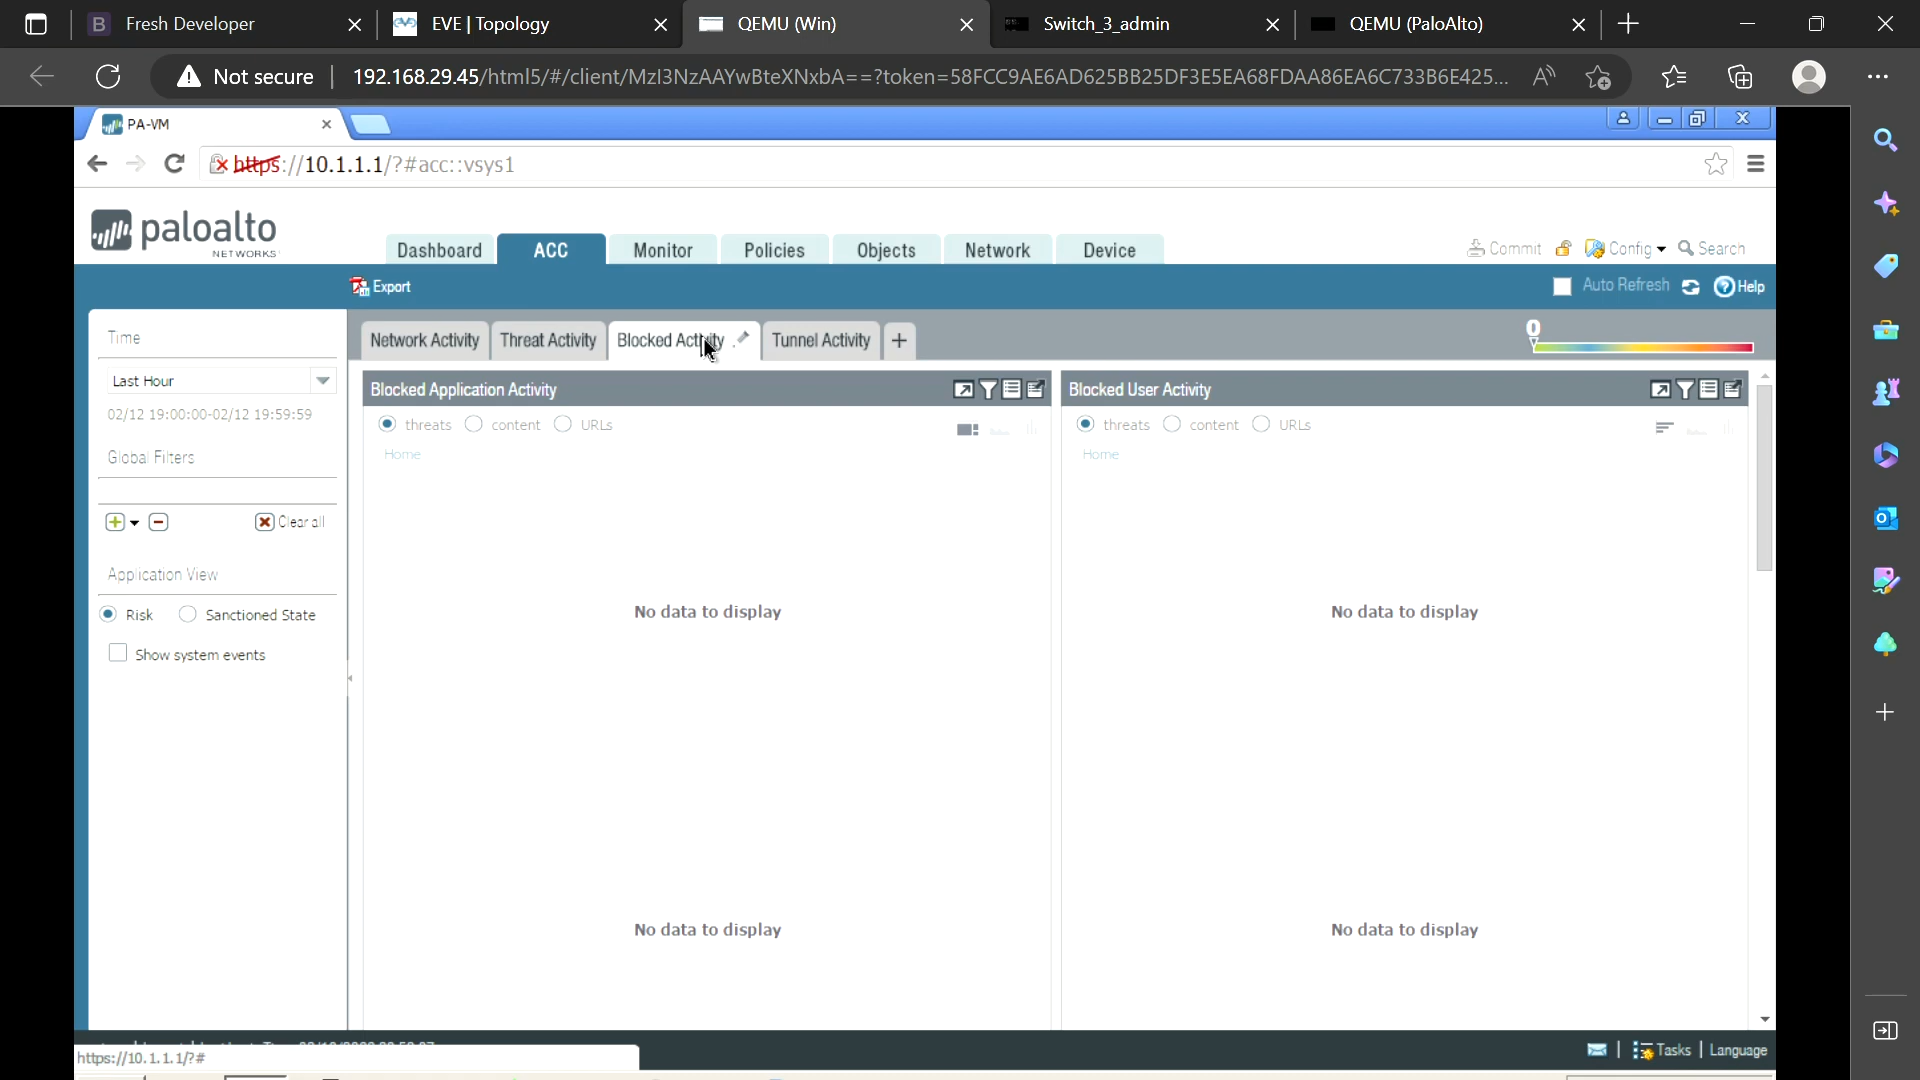 Fresh Developer
EVE | Topology
QEMU (Win)
Switch_3_admin
QEMU (PaloAlto)
Not secure
192.168.29.45/html5/#/client/MzI3NzAAYwBteXNxbA==?token=58FCC9AE6AD625BB25DF3E5EA68FDAA86EA6C733B6E425...
PA-VM
https://10.1.1.1/?#acc::vsys1
paloalto
NETWORKS
Dashboard
ACC
Monitor
Policies
Objects
Network
Device
Commit
Config
Search
Export
Auto Refresh
Help
Time
Last Hour
02/12 19:00:00-02/12 19:59:59
Global Filters
Clear all
Application View
Risk
Sanctioned State
Show system events
Network Activity
Threat Activity
Blocked Activity
Tunnel Activity
0
Blocked Application Activity
threats
content
URLs
Home
No data to display
No data to display
Blocked User Activity
threats
content
URLs
Home
No data to display
No data to display
https://10.1.1.1/?#
Tasks
Language